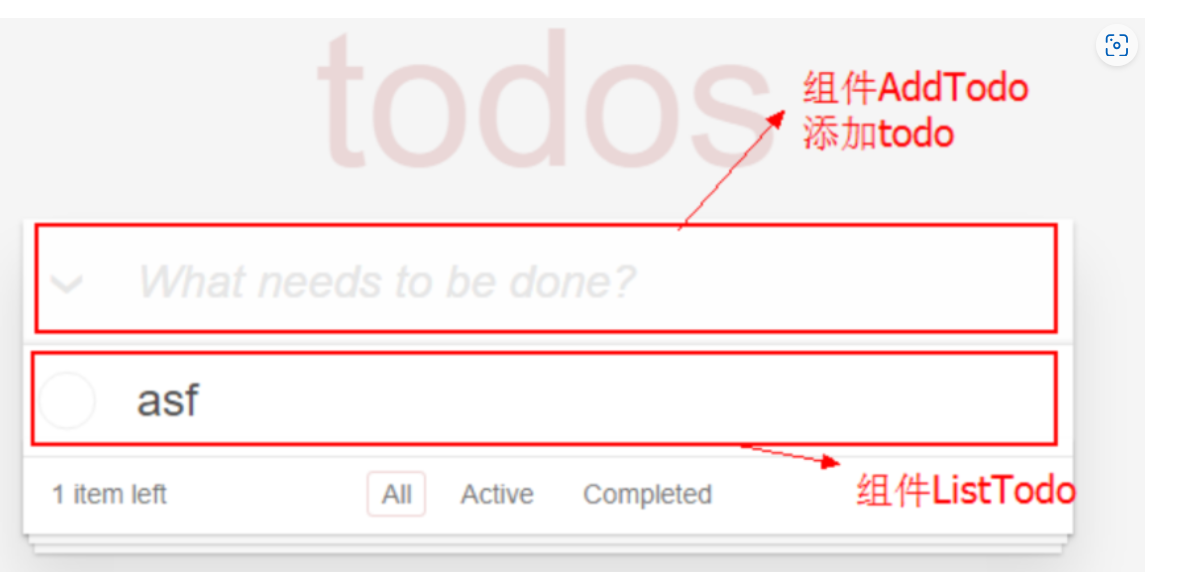 todos
组件AddTodo
添加todo
What needs to be done?
asf
1 item left All Active Completed
组件ListTodo